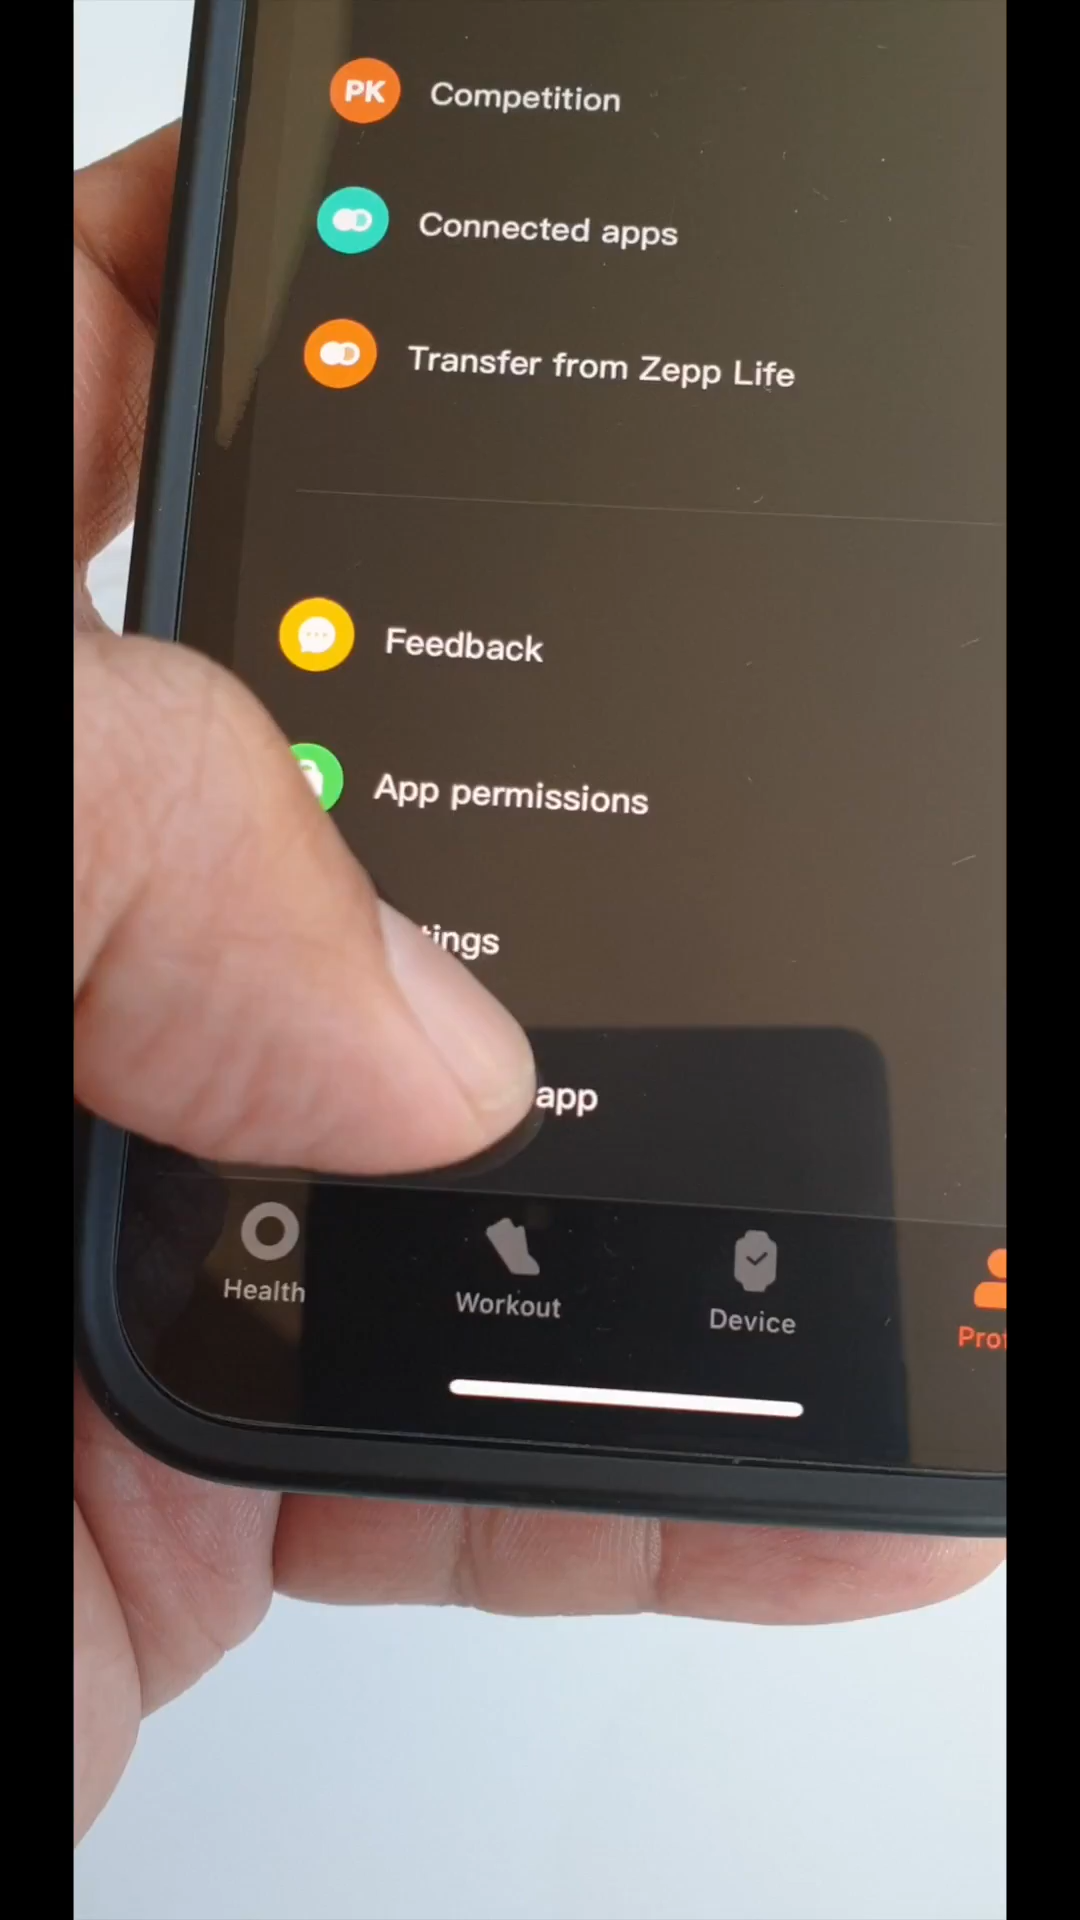 PK Competition
Connected apps
Transfer from Zepp Life
Feedback
App permissions
tings
app
Health Workout Device Pro